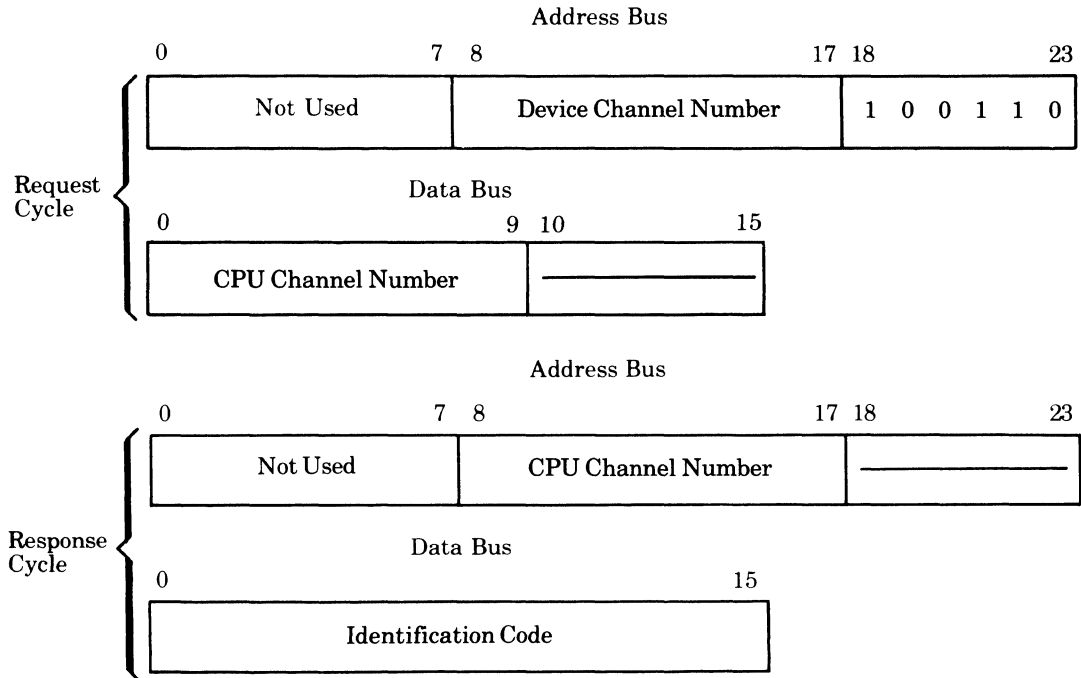 Address Bus
0 7 8 17 18 23
Not Used Device Channel Number 1 0 0 1 1 0
Request
Cycle
Data Bus
0 9 10 15
CPU Channel Number
Address Bus
0 7 8 17 18 23
Not Used CPU Channel Number
Response
Cycle
Data Bus
0 15
Identification Code